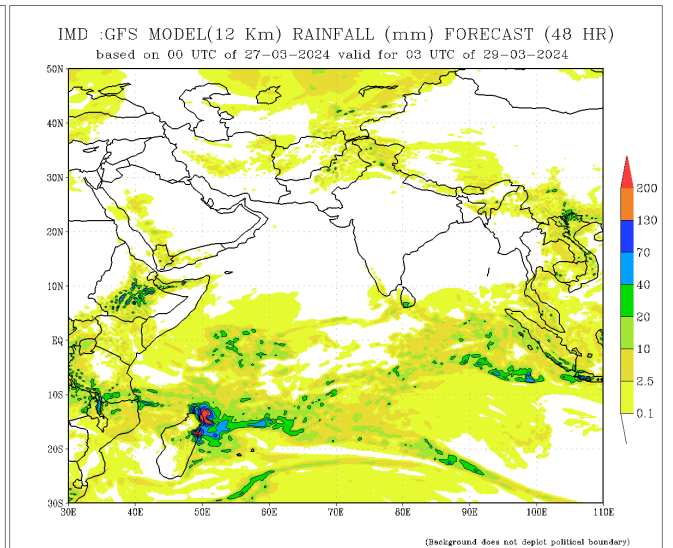 IMD :GFS MODEL(12 Km) RAINFALL (mm) FORECAST (48 HR)
based on 00 UTC of 27-03-2024 valid for 03 UTC of 29-03-2024
50N
40N
30N
20N
10N
EQ
10S
20S
30S
30E 40E 50E 60E 70E 80E 90E 100E 110E
200
130
70
40
20
10
2.5
0.1
(Background does not depict political boundary)